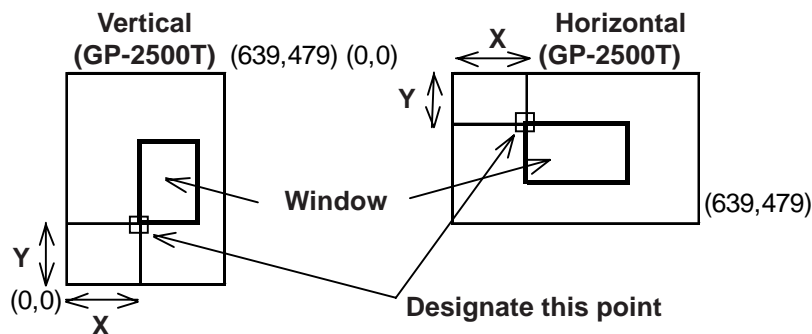 Vertical
(GP-2500T) (639,479) (0,0)
Horizontal
(GP-2500T)
X
Y
Window
(639,479)
Y
(0,0)
X
Designate this point